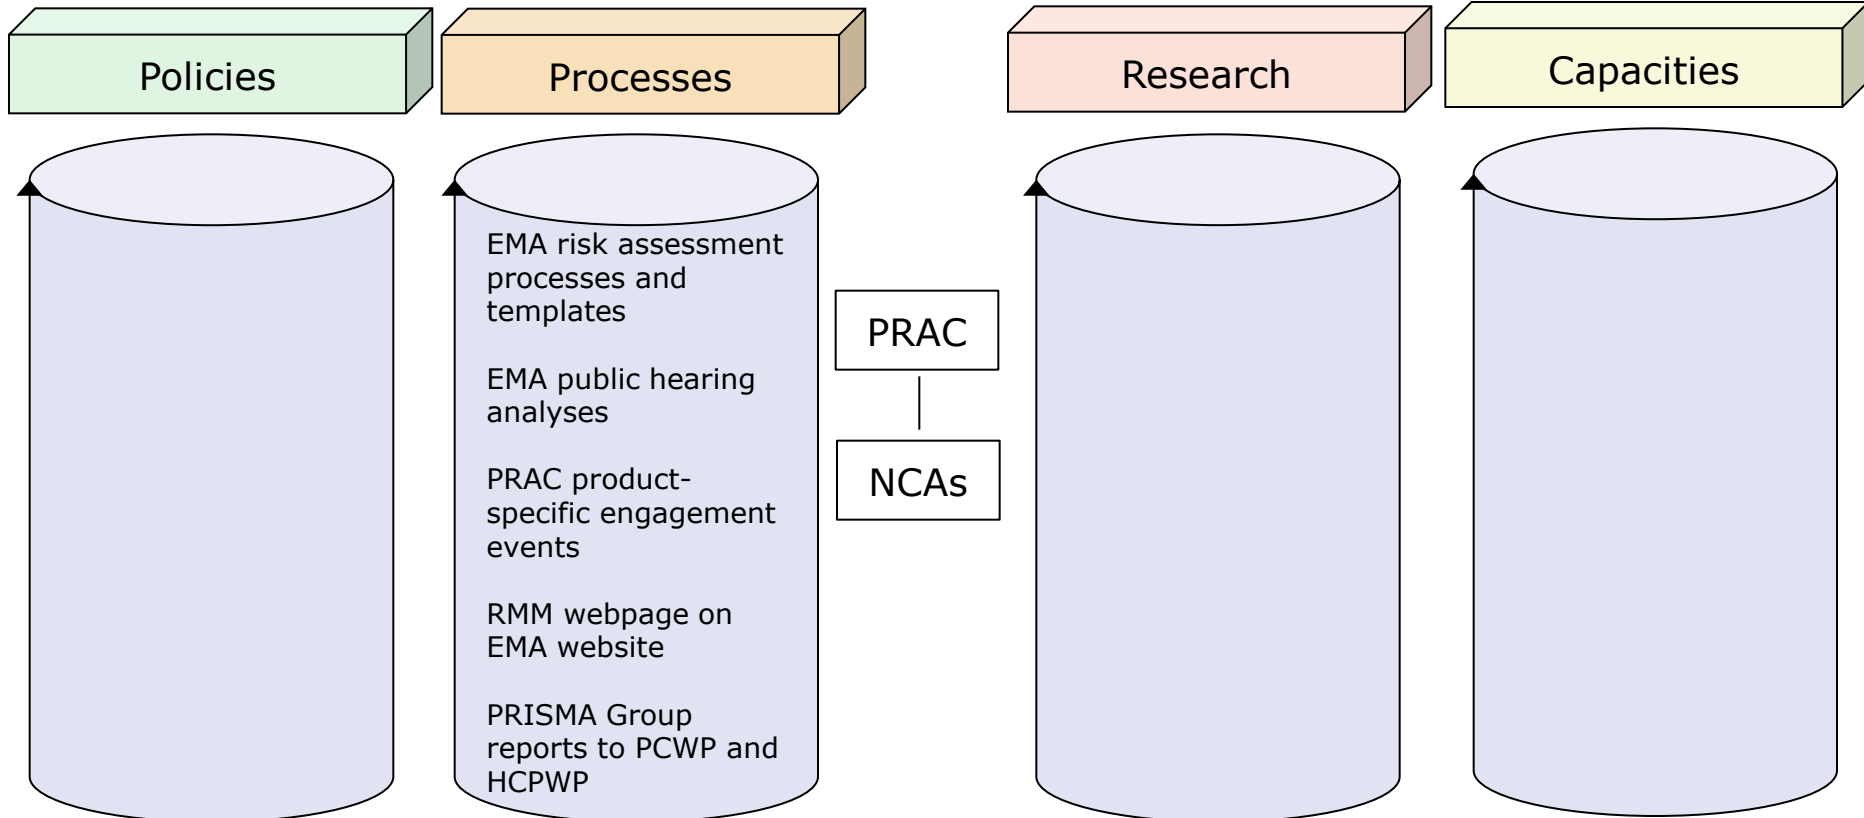 Policies
Processes
Research
Capacities
EMA risk assessment
processes and
templates
EMA public hearing
analyses
PRAC product-
specific engagement
events
RMM webpage on
EMA website
PRISMA Group
reports to PCWP and
HCPWP
PRAC
NCAs